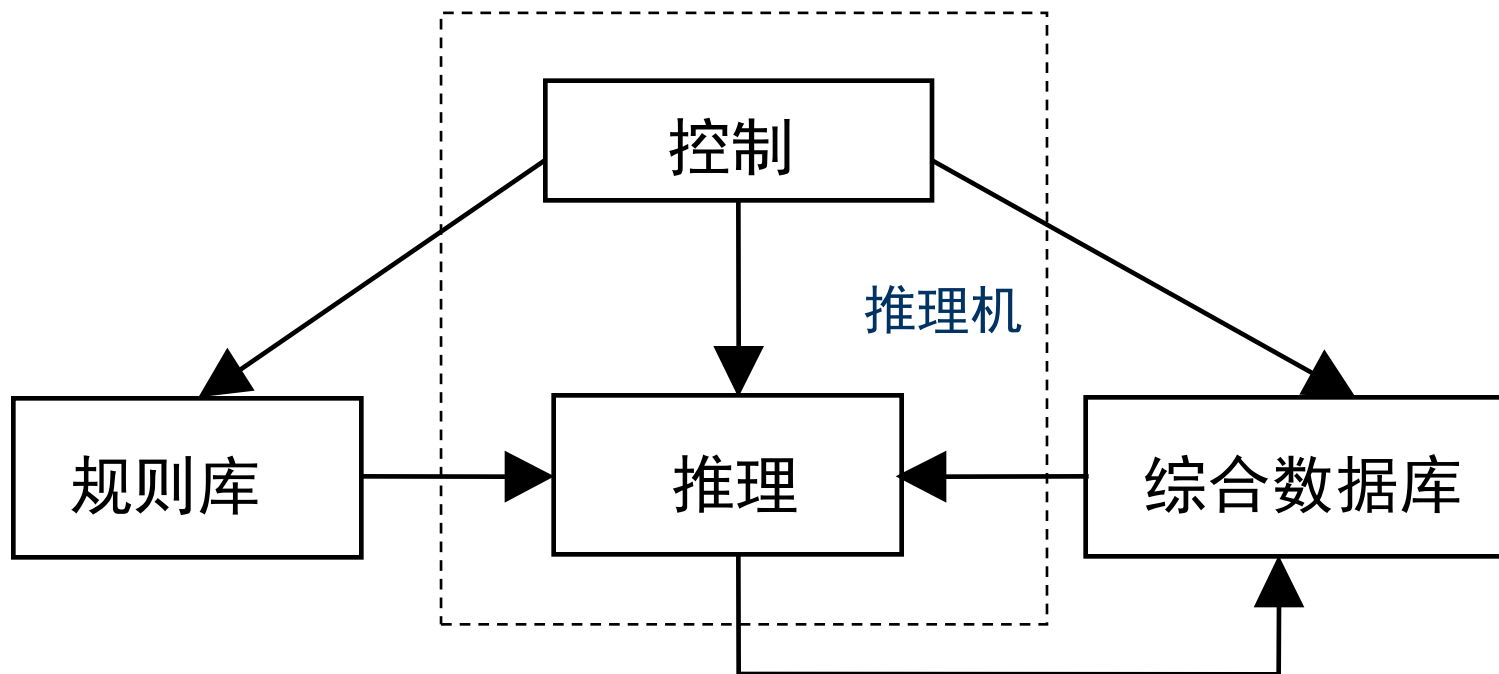 控制
推理机
规则库
推理
综合数据库